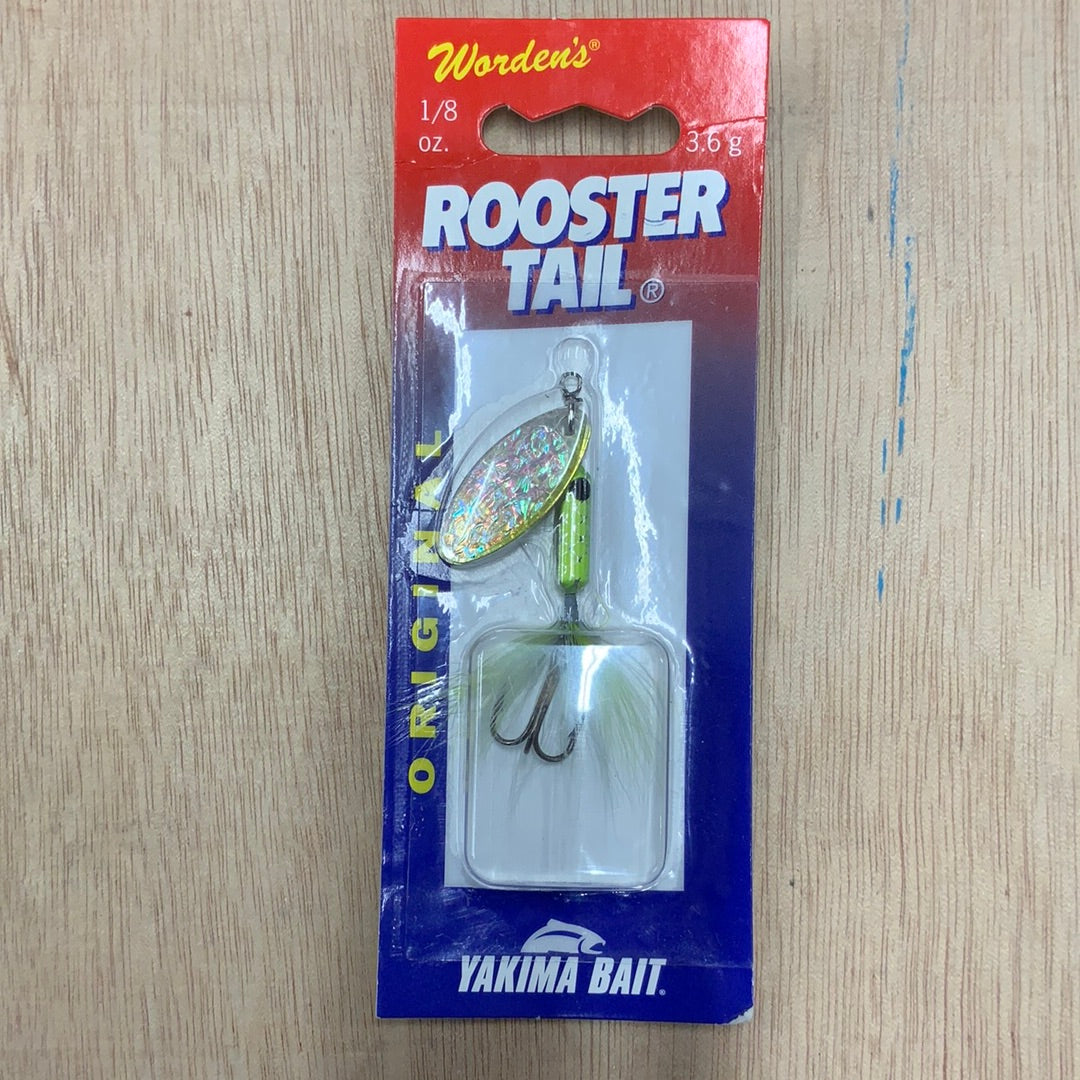 Worden's®
1/8
oz.
3.6 g
ROOSTER
TAIL®
ORIGINAL
YAKIMA BAIT®